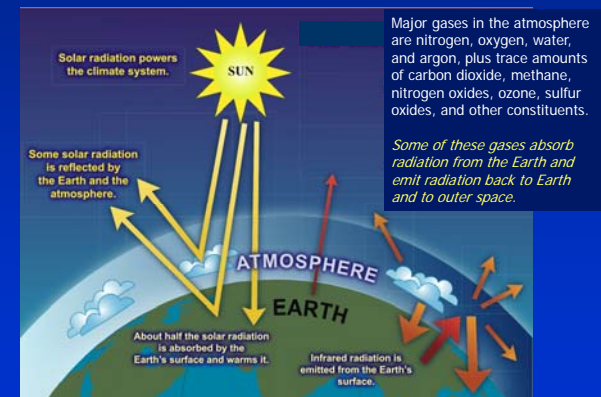 Major gases in the atmosphere
are nitrogen, oxygen, water,
and argon, plus trace amounts
of carbon dioxide, methane,
nitrogen oxides, ozone, sulfur
oxides, and other constituents.
Some of these gases absorb
radiation from the Earth and
emit radiation back to Earth
and to outer space.
Solar radiation powers
the climate system.
SUN
Some solar radiation
is reflected by
the Earth and the
atmosphere.
ATMOSPHERE
EARTH
About half the solar radiation
is absorbed by the
Earth's surface and warms it.
Infrared radiation is
emitted from the Earth's
surface.